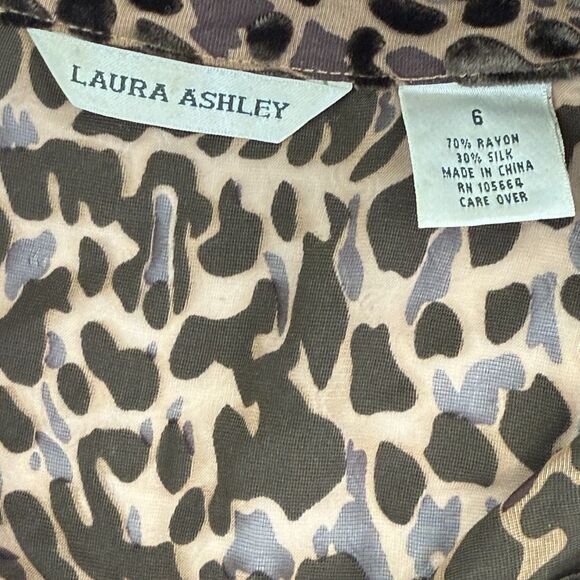 LAURA ASHLEY
6
70% RAYON
30% SILK
MADE IN CHINA
RN 105664
CARE OVER